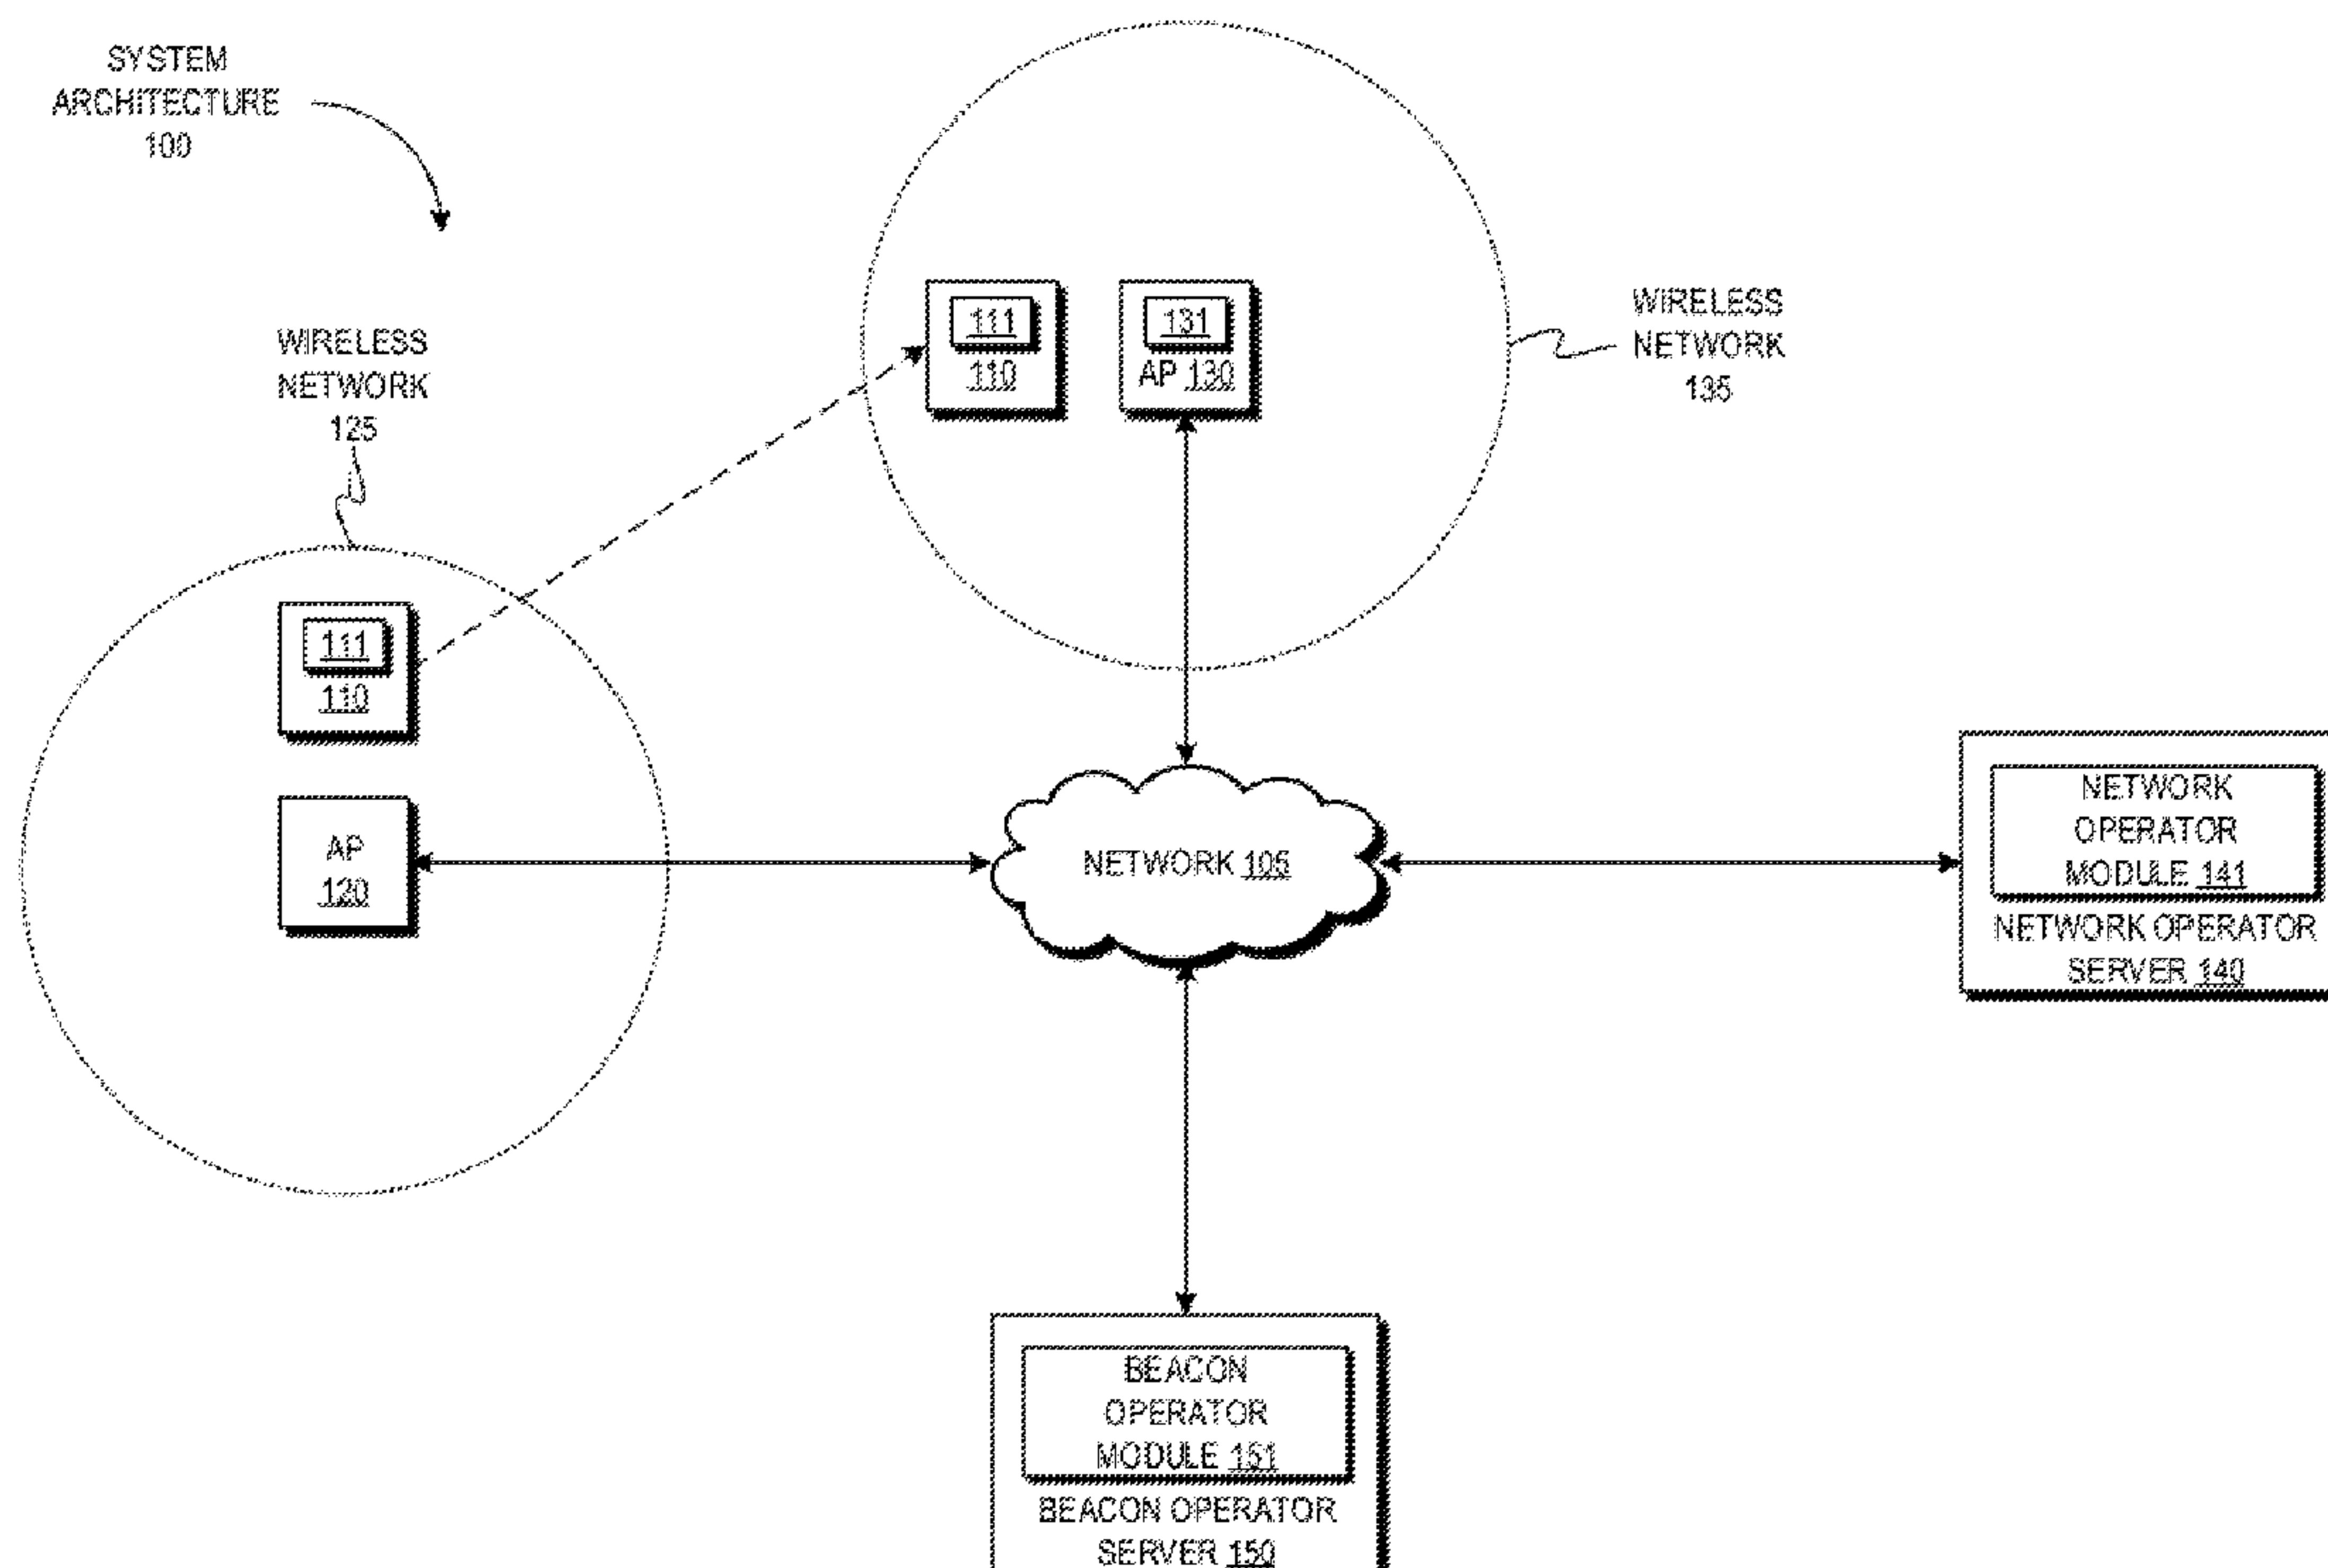 SYSTEM
ARCHITECTURE
100
WIRELESS
NETWORK
125
111
110
131
AP 130
WIRELESS
NETWORK
135
111
110
AP
120
NETWORK 105
NETWORK
OPERATOR
MODULE 141
NETWORK OPERATOR
SERVER 140
BEACON
OPERATOR
MODULE 151
BEACON OPERATOR
SERVER 150